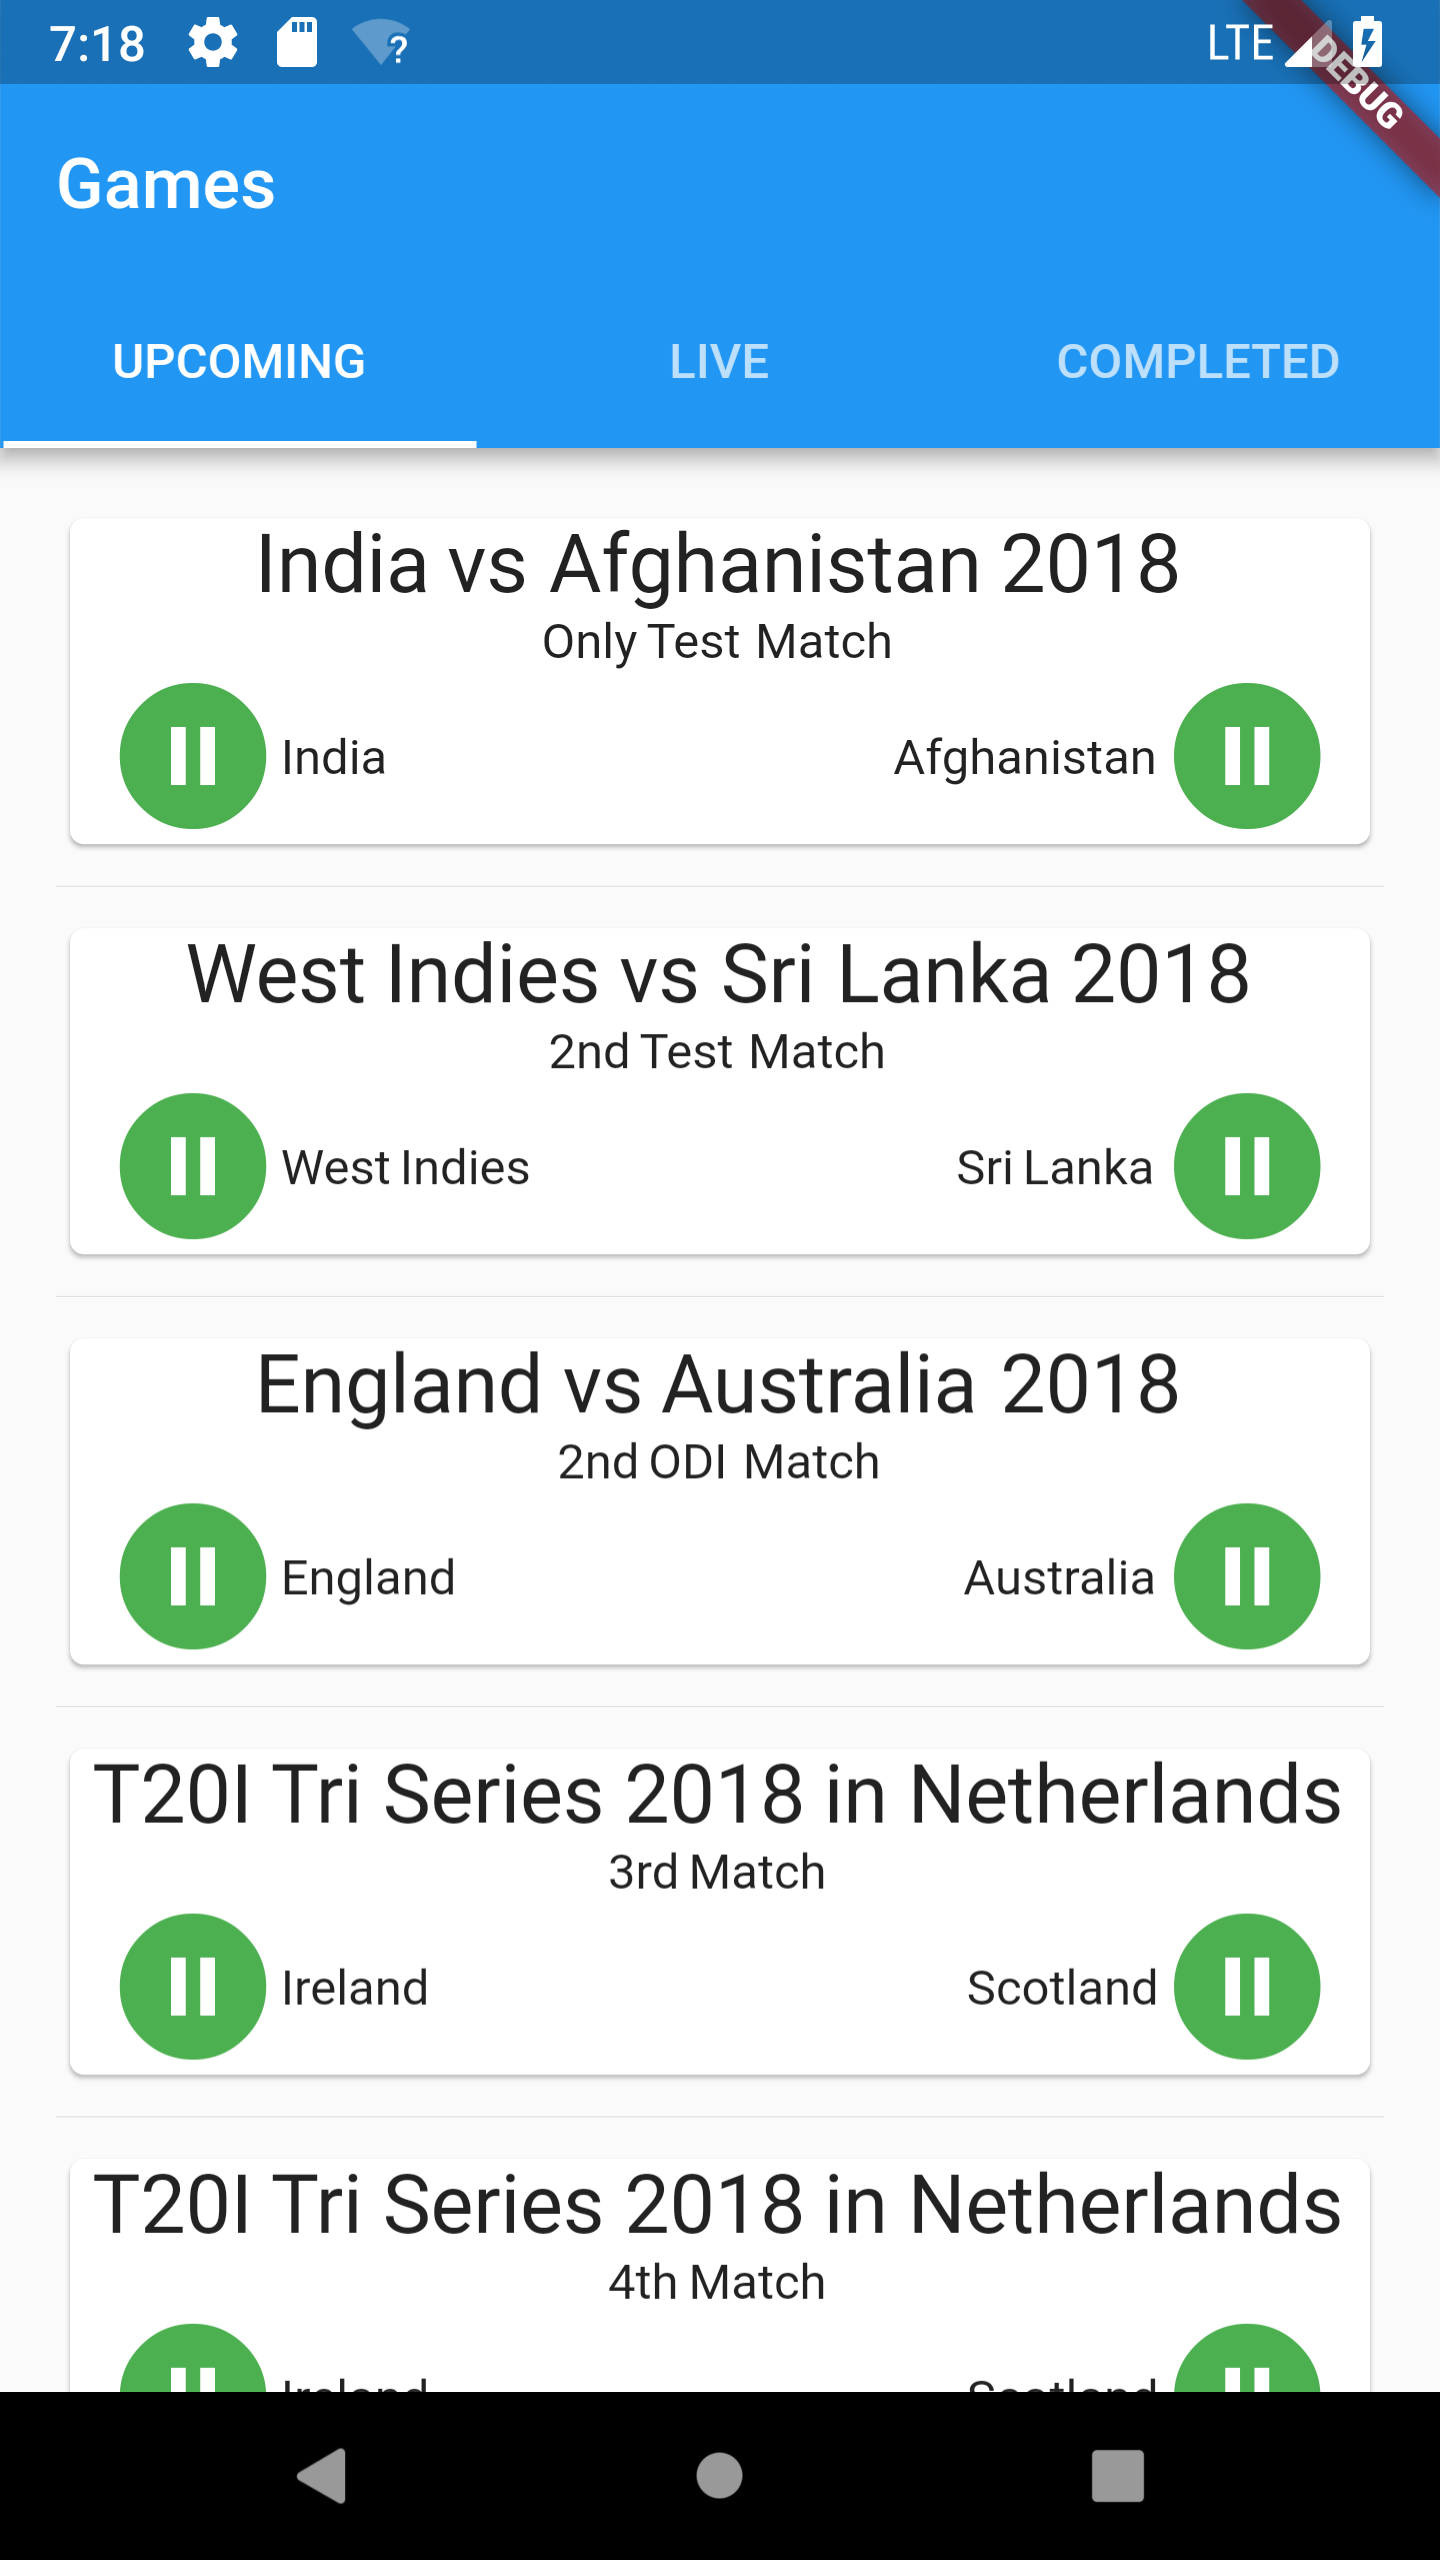 7:18 ? LTE
DEBUG
Games
UPCOMING LIVE COMPLETED
India vs Afghanistan 2018
Only Test Match
India Afghanistan
West Indies vs Sri Lanka 2018
2nd Test Match
West Indies Sri Lanka
England vs Australia 2018
2nd ODI Match
England Australia
T20I Tri Series 2018 in Netherlands
3rd Match
Ireland Scotland
T20I Tri Series 2018 in Netherlands
4th Match
Ireland Scotland